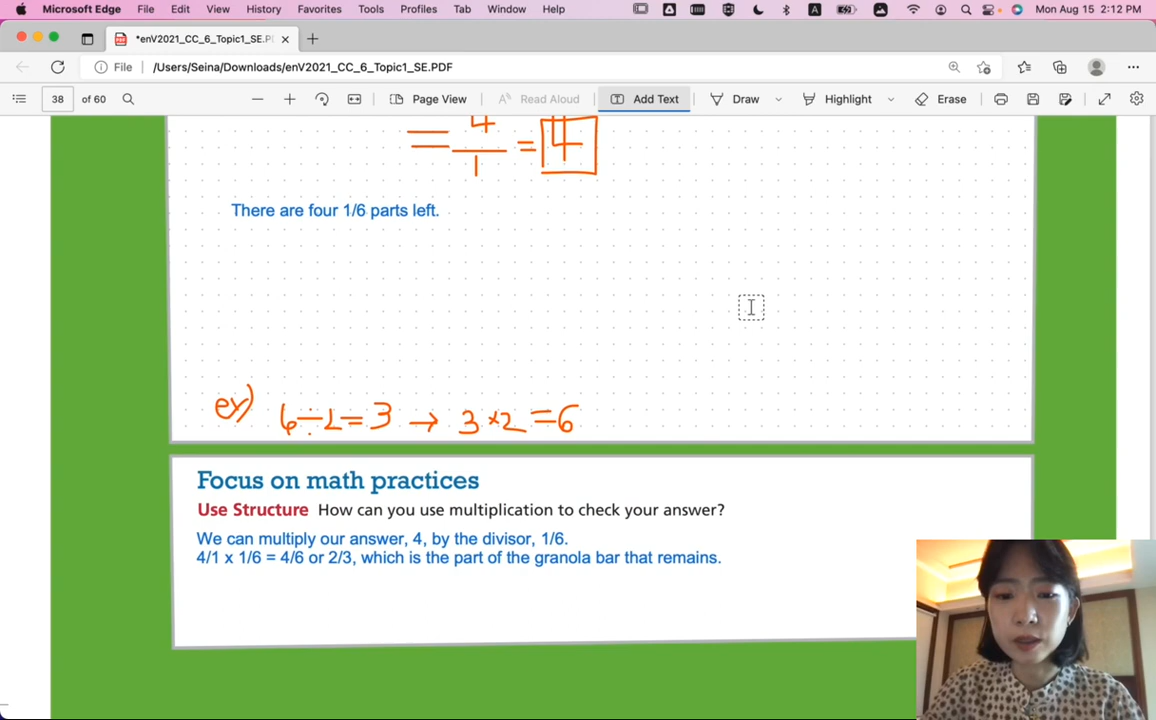 Microsoft Edge File Edit View History Favorites Tools Profiles Tab Window Help Mon Aug 15 2:12 PM
*enV2021_CC_6_Topic1_SE.P
File /Users/Seina/Downloads/enV2021_CC_6_Topic1_SE.PDF
38 of 60 Page View Read Aloud Add Text Draw Highlight Erase
= 4/1 = 4
There are four 1/6 parts left.
ex) 6÷2=3 → 3×2=6
Focus on math practices
Use Structure How can you use multiplication to check your answer?
We can multiply our answer, 4, by the divisor, 1/6.
4/1 x 1/6 = 4/6 or 2/3, which is the part of the granola bar that remains.